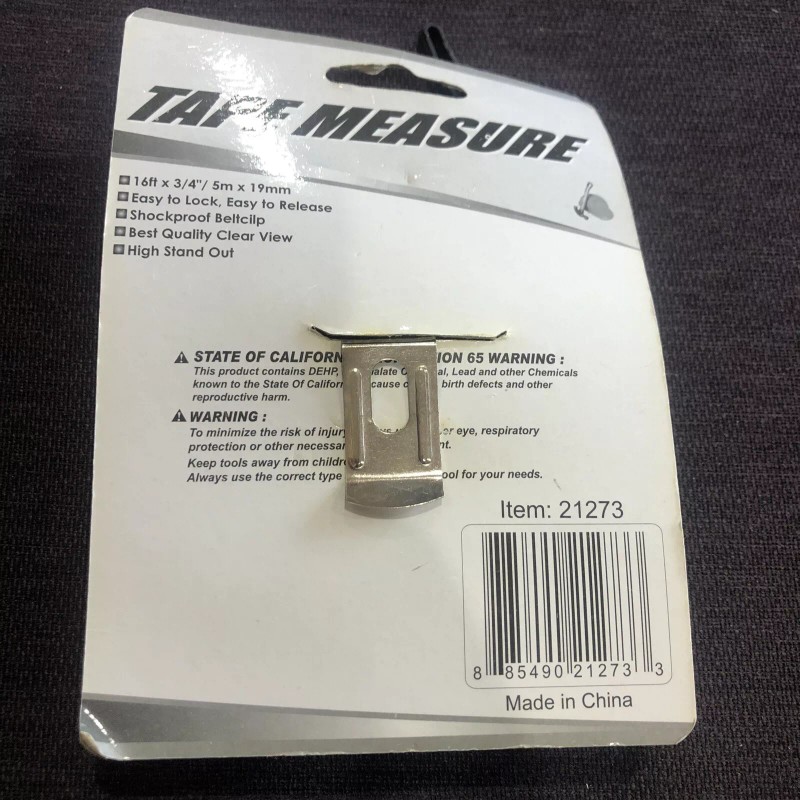 TAPE MEASURE
16ft x 3/4"/ 5m x 19mm
Easy to Lock, Easy to Release
Shockproof Beltcilp
Best Quality Clear View
High Stand Out
STATE OF CALIFORN ION 65 WARNING :
This product contains DEHP, al, Lead and other Chemicals
known to the State Of Californ cause birth defects and other
reproductive harm.
WARNING :
To minimize the risk of injury eye, respiratory
protection or other necessar
Keep tools away from childre
Always use the correct type ool for your needs.
Item: 21273
8 85490 21273 3
Made in China